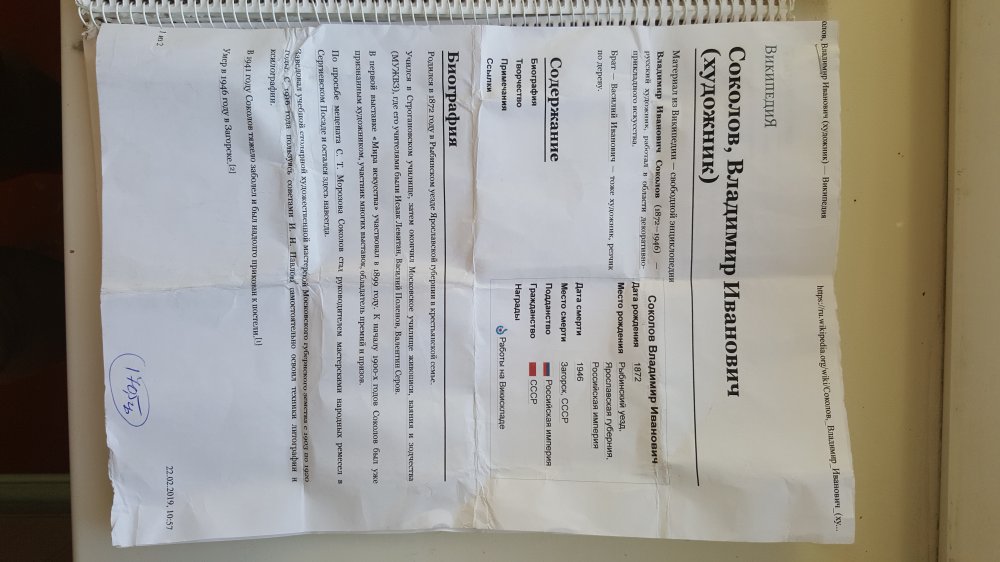 олов, Владимир Иванович (художник) — Википедия
https://ru.wikipedia.org/wiki/Соколов,_Владимир_Иванович_(ху...
ВикипедиЯ
Соколов, Владимир Иванович
(художник)
Материал из Википедии — свободной энциклопедии
Владимир Иванович Соколов (1872—1946) —
русский художник, работал в области декоративно-
прикладного искусства.
Брат — Василий Иванович — тоже художник, резчик
по дереву.
Соколов Владимир Иванович
Дата рождения 1872
Место рождения Рыбинский уезд,
Ярославская губерния,
Российская империя
Дата смерти 1946
Место смерти Загорск, СССР
Подданство Российская империя
Гражданство СССР
Награды
Работы на Викискладе
Содержание
Биография
Творчество
Примечания
Ссылки
Биография
Родился в 1872 году в Рыбинском уезде Ярославской губернии в крестьянской семье.
Учился в Строгановском училище, затем окончил Московское училище живописи, ваяния и зодчества
(МУЖВЗ), где его учителями были Исаак Левитан, Василий Поленов, Валентин Серов.
В первой выставке «Мира искусства» участвовал в 1899 году. К началу 1900-х годов Соколов был уже
признанным художником, участник многих выставок, обладатель премий и призов.
По просьбе мецената С. Т. Морозова Соколов стал руководителем мастерскими народных ремесел в
Сергиевском Посаде и остался здесь навсегда.
Заведовал учебной столярной художественной мастерской Московского губернского земства с 1903 по 1920
годы. С 1916 года пользуясь советами И. Н. Павлова самостоятельно освоил техники литографии и
ксилографии.
В 1941 году Соколов тяжело заболел и был надолго прикован к постели.[1]
Умер в 1946 году в Загорске.[2]
1 из 2
22.02.2019, 10:57